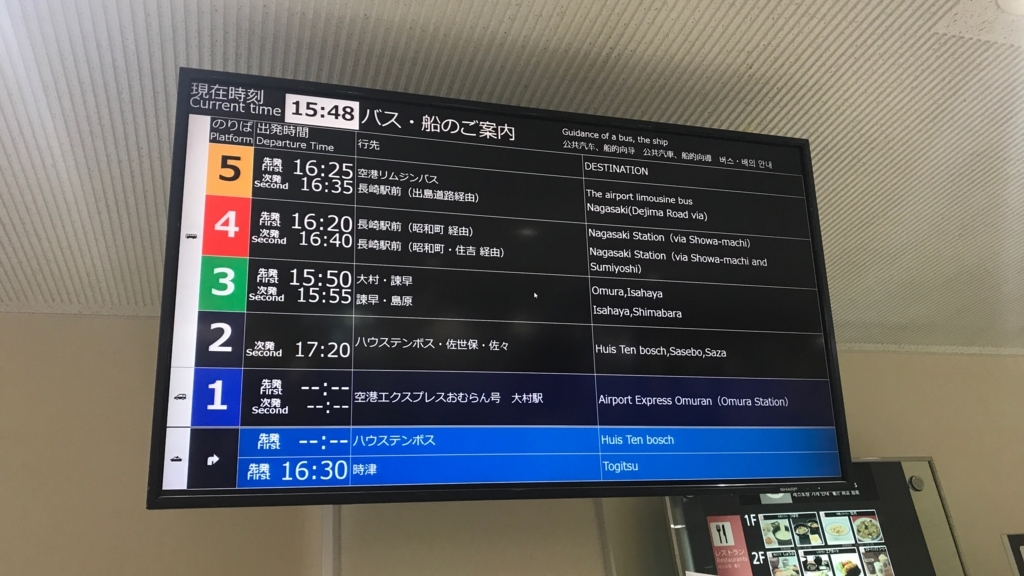 現在時刻
Current time
15:48
バス・船のご案内
Guidance of a bus, the ship
公共汽车、船的向导 公共汽車、船的向導 버스・배의 안내
のりば 出発時間 行先 DESTINATION
Platform Departure Time
5 先発 First 16:25 空港リムジンバス The airport limousine bus
次発 Second 16:35 長崎駅前（出島道路経由） Nagasaki(Dejima Road via)
4 先発 First 16:20 長崎駅前（昭和町 経由） Nagasaki Station（via Showa-machi）
次発 Second 16:40 長崎駅前（昭和町・住吉 経由） Nagasaki Station（via Showa-machi and
Sumiyoshi）
3 先発 First 15:50 大村・諫早 Omura,Isahaya
次発 Second 15:55 諫早・島原 Isahaya,Shimabara
2 次発 Second 17:20 ハウステンボス・佐世保・佐々 Huis Ten bosch,Sasebo,Saza
1 先発 First --:-- 空港エクスプレスおむらん号 大村駅 Airport Express Omuran（Omura Station）
次発 Second --:--
先発 First --:-- ハウステンボス Huis Ten bosch
先発 First 16:30 時津 Togitsu
SHARP
1F
レストラン
2F